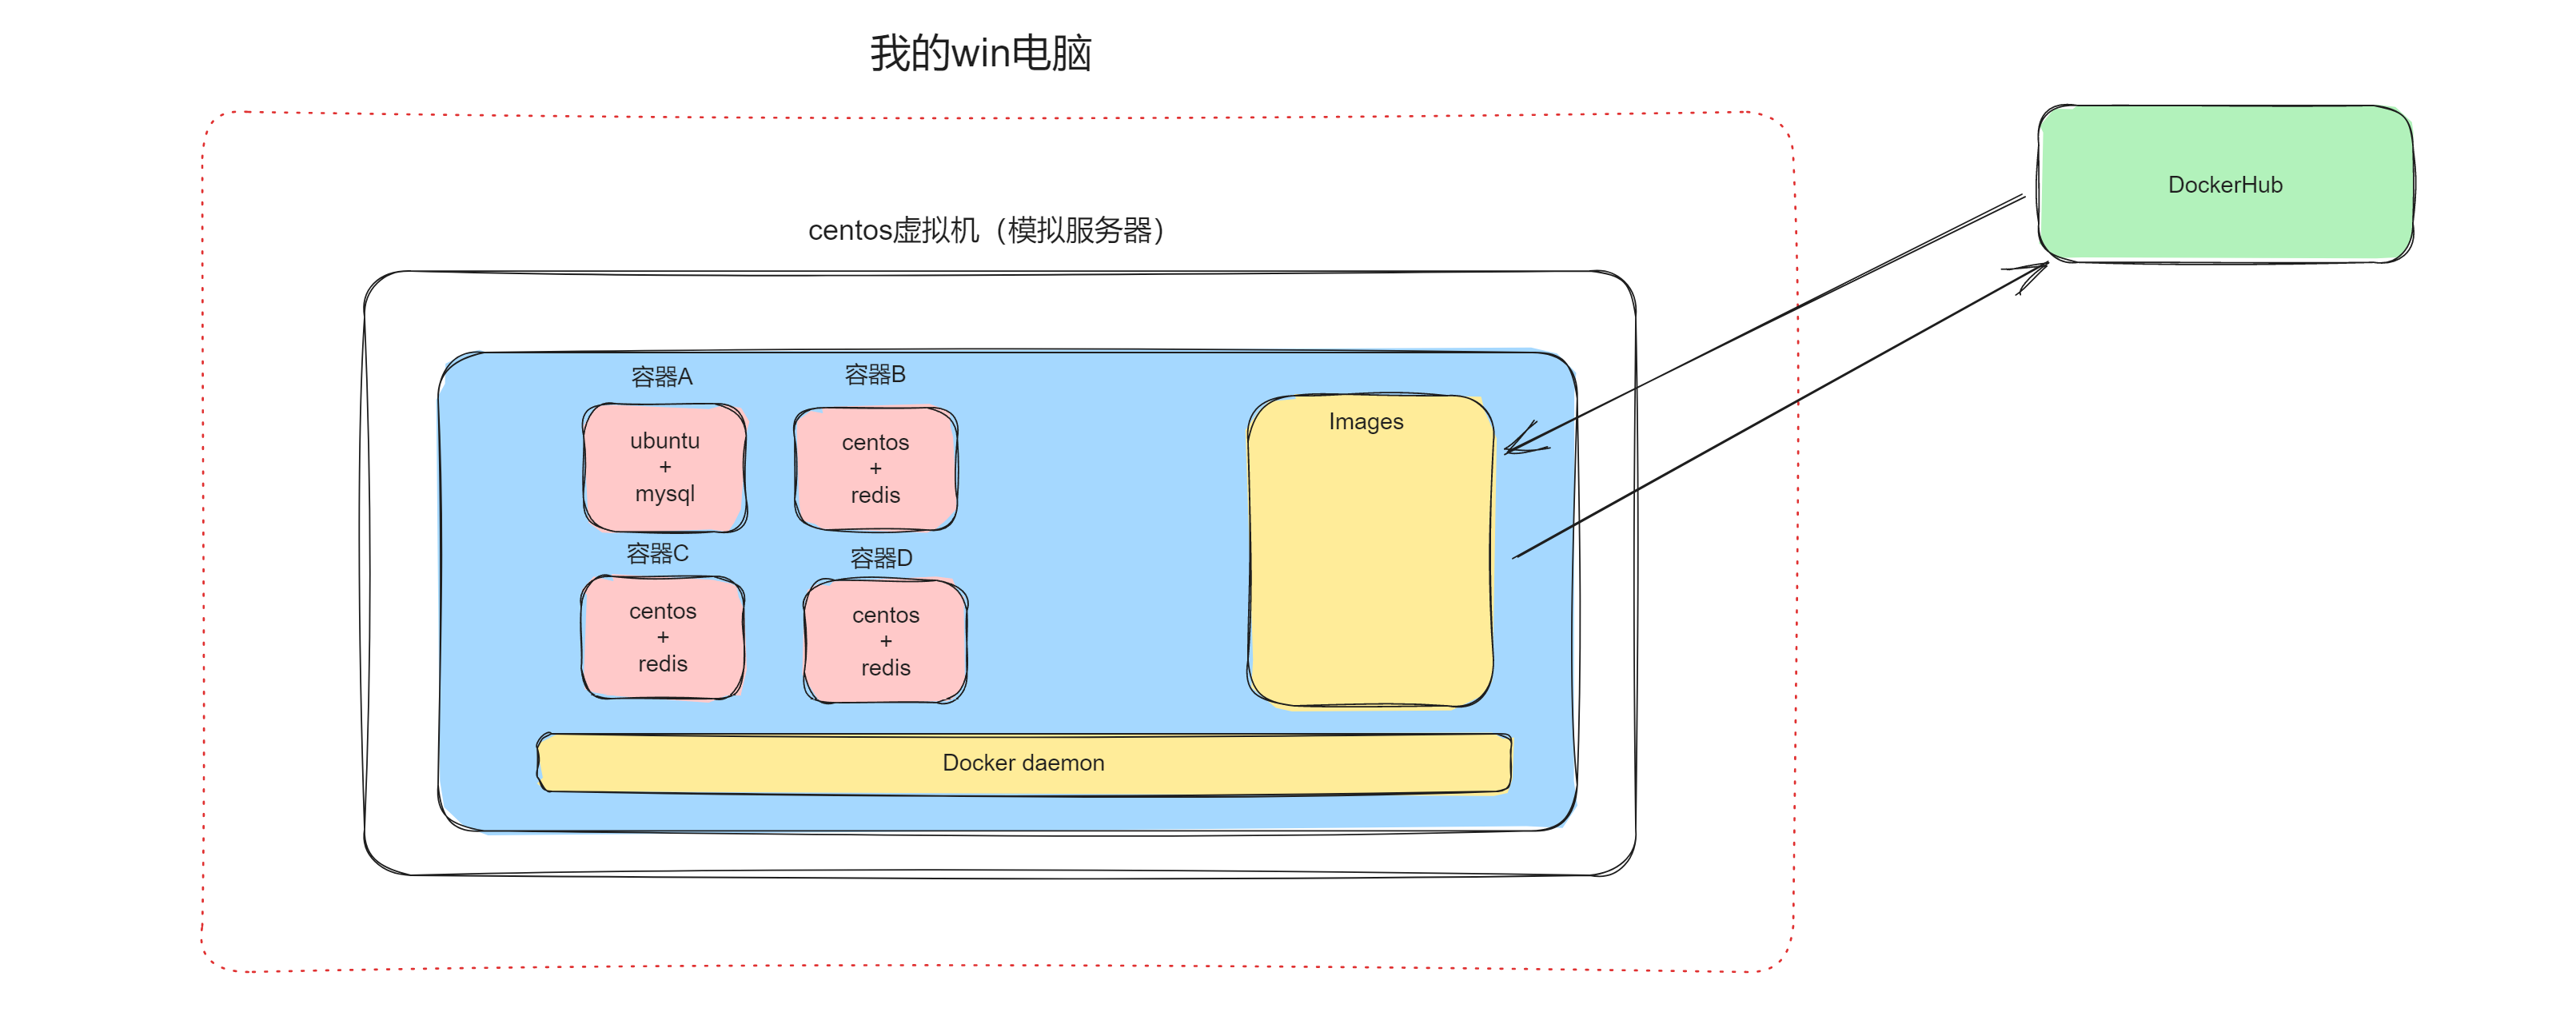 我的win电脑
DockerHub
centos虚拟机（模拟服务器）
容器A
ubuntu
+
mysql
容器B
centos
+
redis
容器C
centos
+
redis
容器D
centos
+
redis
Images
Docker daemon